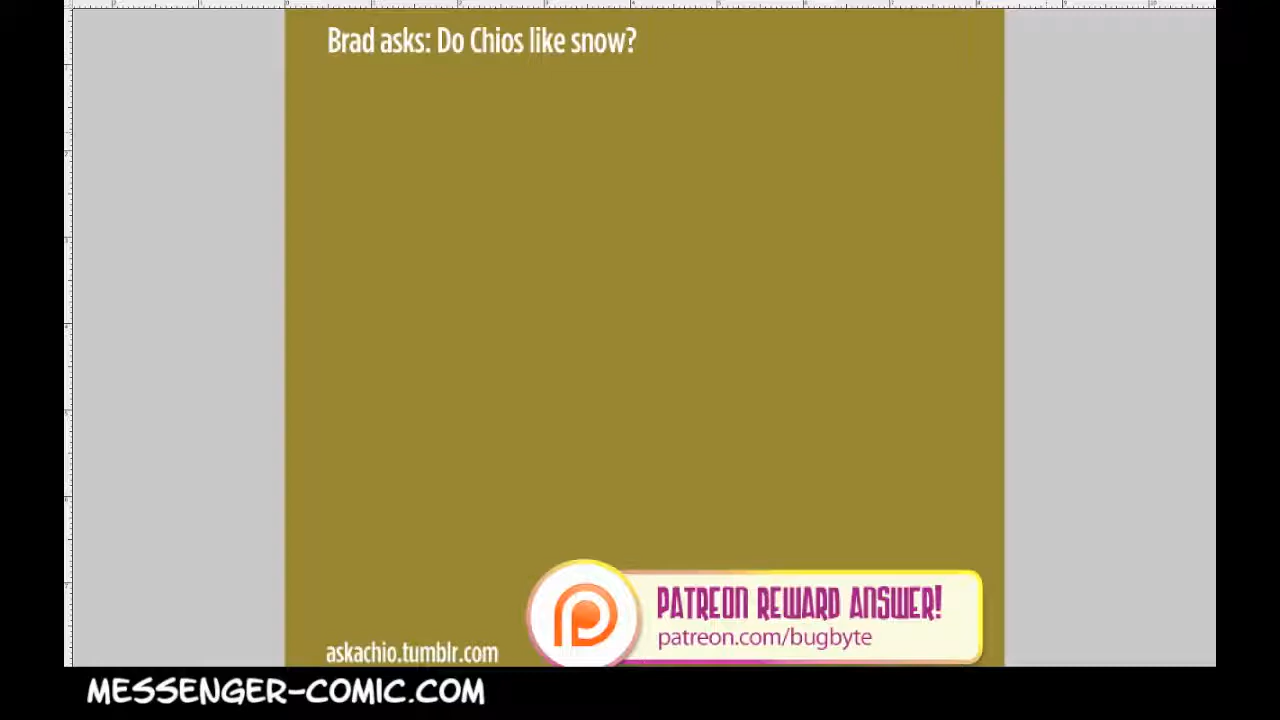 Brad asks: Do Chios like snow?
PATREON REWARD ANSWER!
patreon.com/bugbyte
askachio.tumblr.com
MESSENGER-COMIC.COM